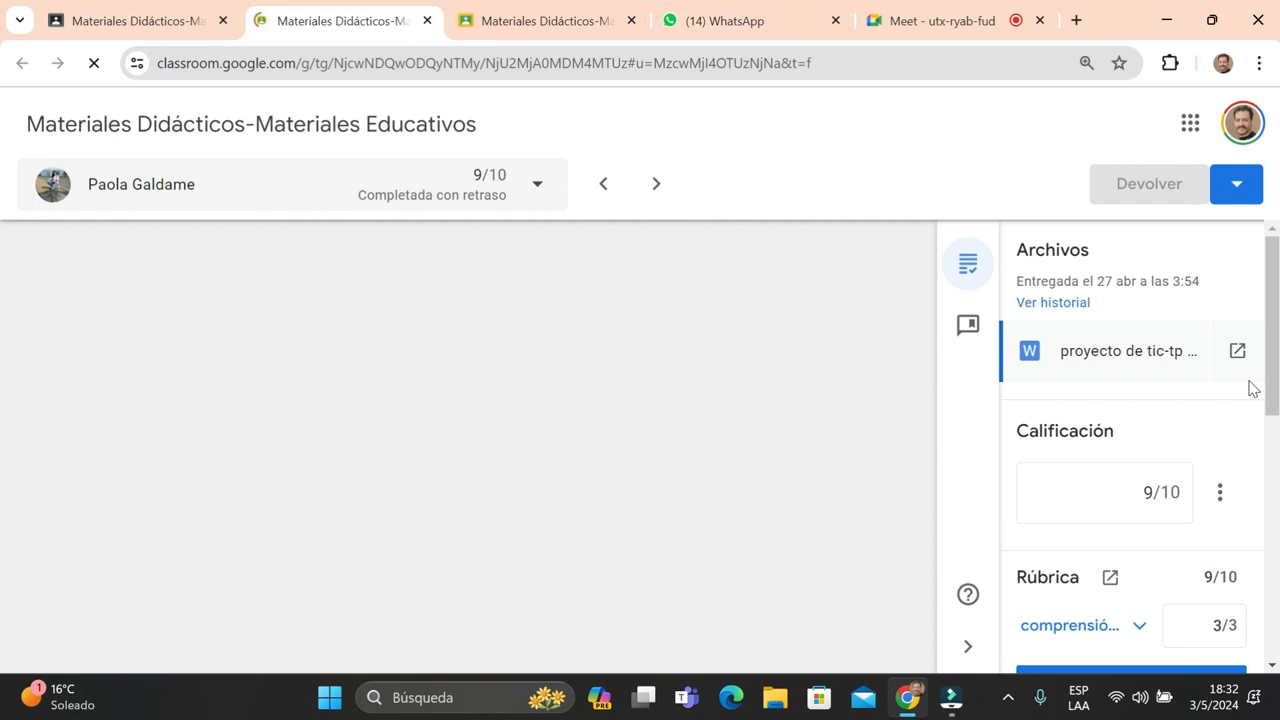 Materiales Didácticos-Ma
Materiales Didácticos-Ma
Materiales Didácticos-Ma
(14) WhatsApp
Meet - utx-ryab-fud
classroom.google.com/g/tg/NjcwNDQwODQyNTMy/NjU2MjA0MDM4MTUz#u=MzcwMjI4OTUzNjNa&t=f
Materiales Didácticos-Materiales Educativos
Paola Galdame
9/10
Completada con retraso
Devolver
Archivos
Entregada el 27 abr a las 3:54
Ver historial
W
proyecto de tic-tp ...
Calificación
9/10
Rúbrica
9/10
comprensió...
3/3
1
16°C
Soleado
Búsqueda
PRE
ESP
LAA
18:32
3/5/2024